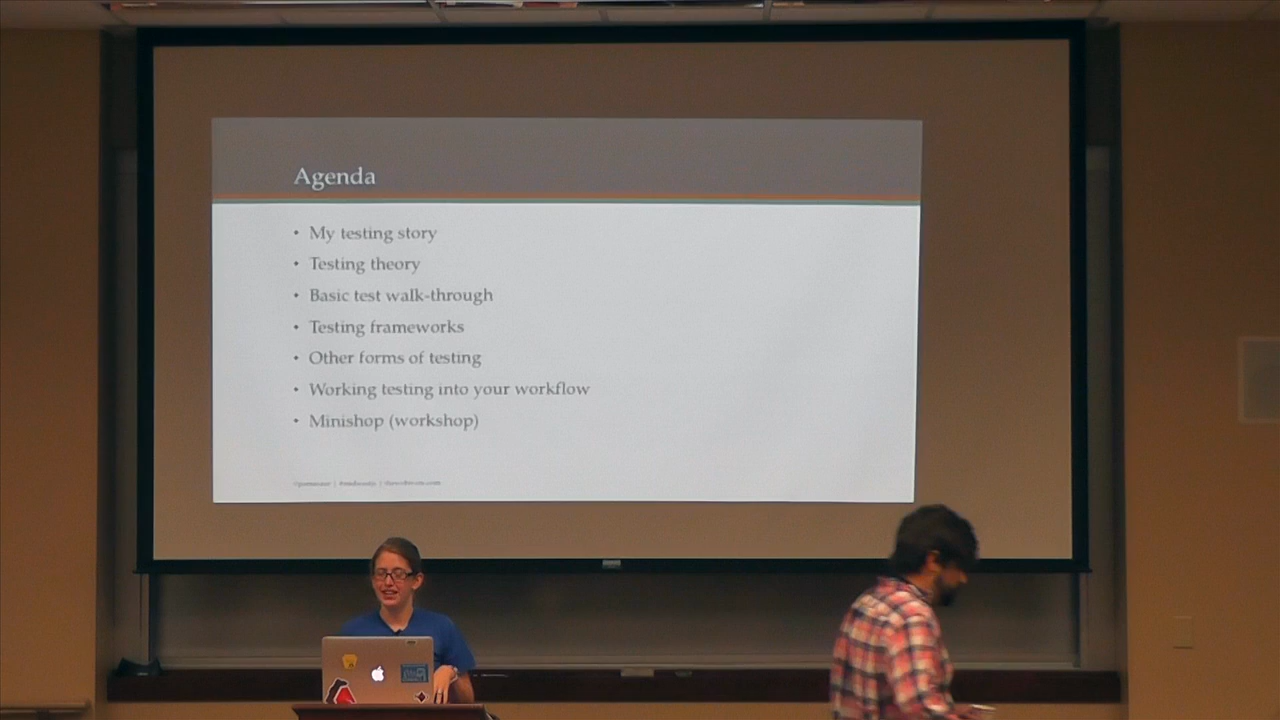 Agenda
• My testing story
• Testing theory
• Basic test walk-through
• Testing frameworks
• Other forms of testing
• Working testing into your workflow
• Minishop (workshop)